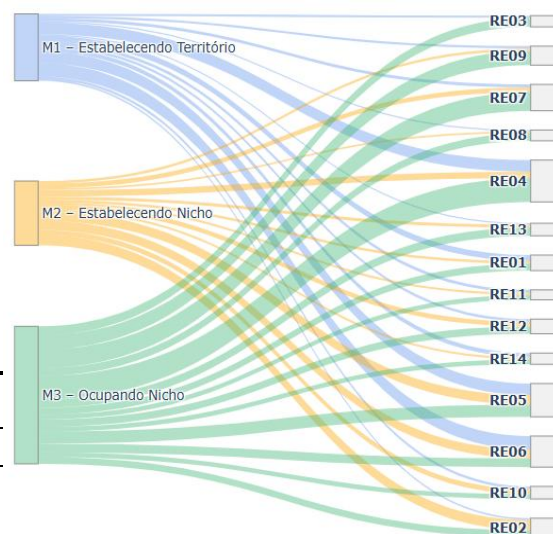 M1 – Estabelecendo Território
M2 – Estabelecendo Nicho
M3 – Ocupando Nicho
RE03
RE09
RE07
RE08
RE04
RE13
RE01
RE11
RE12
RE14
RE05
RE06
RE10
RE02